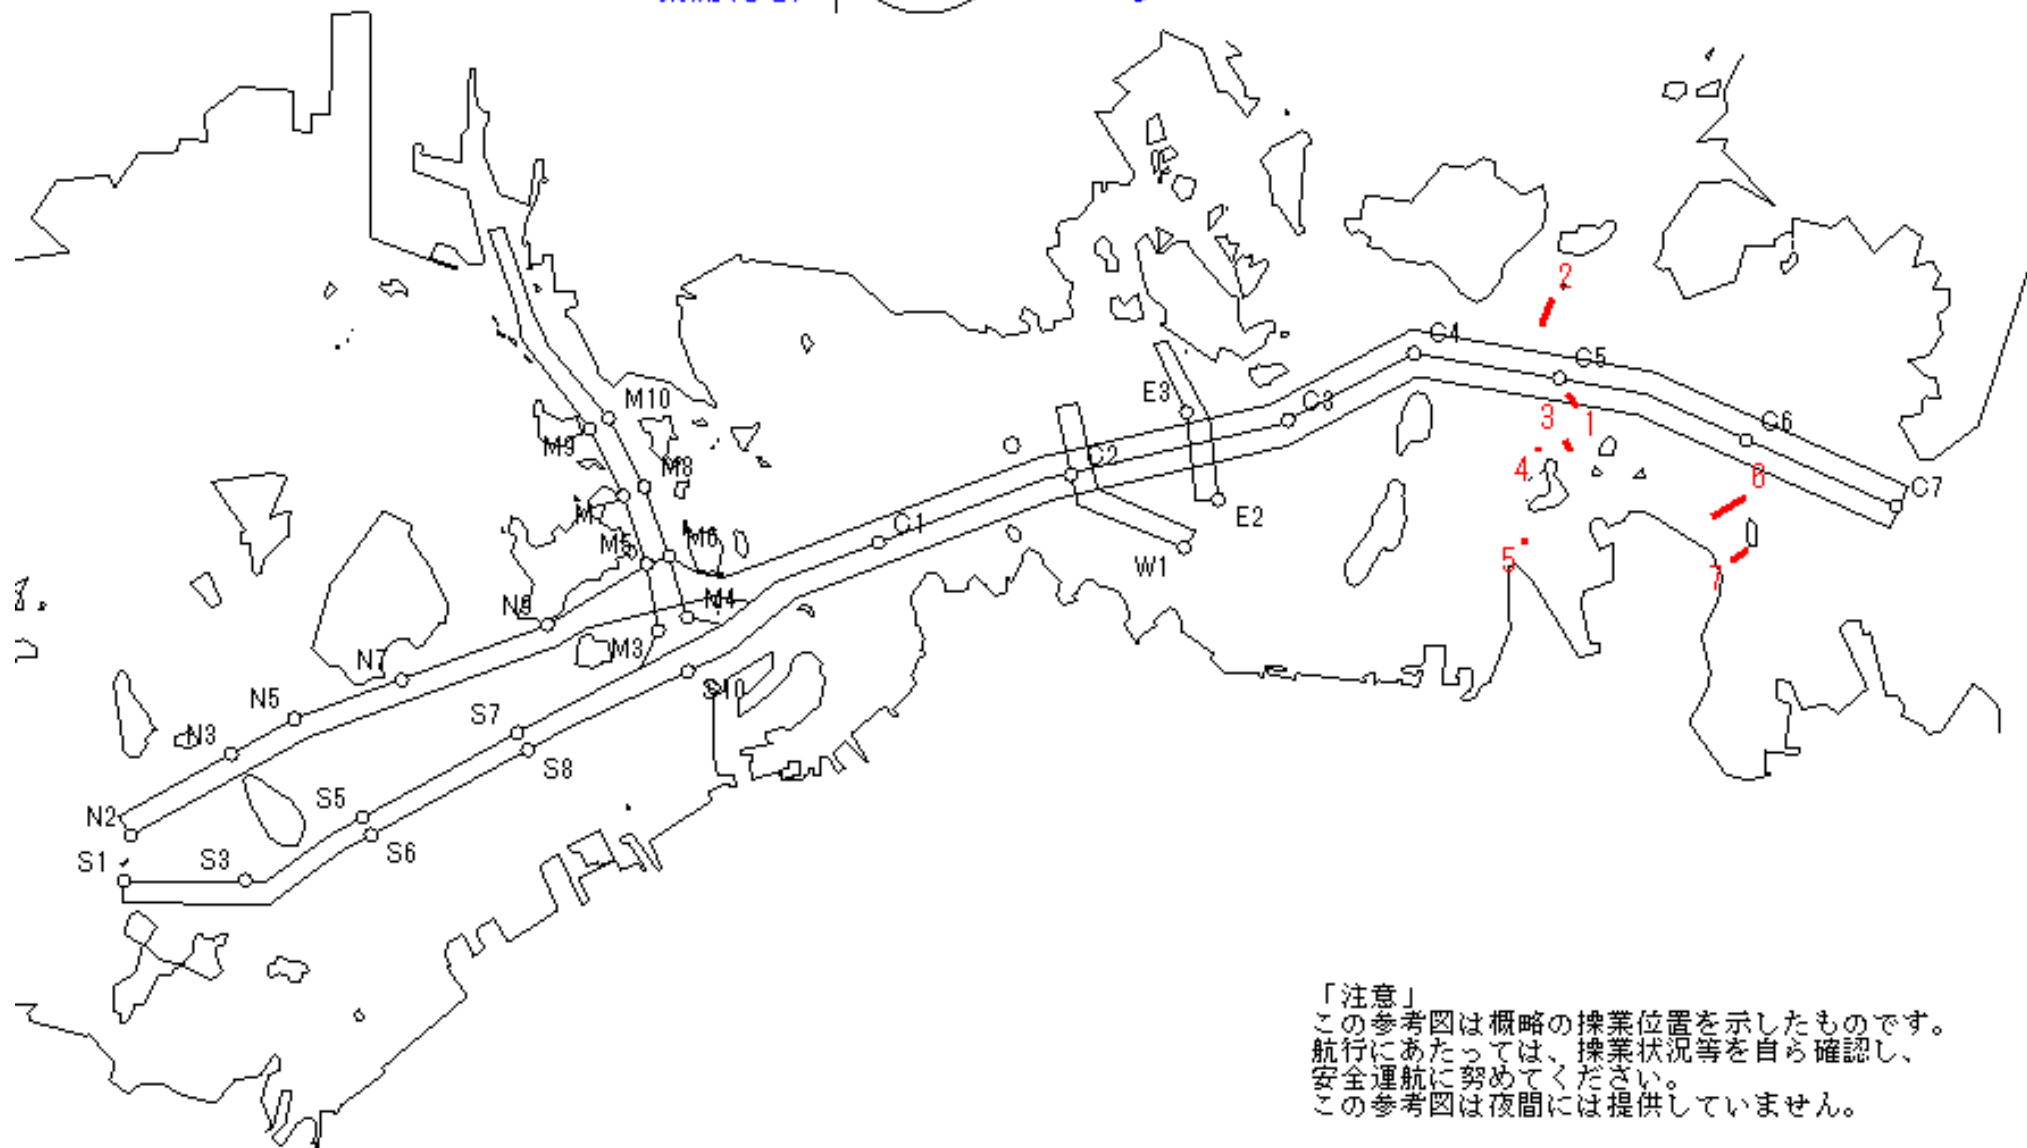 2
C4
C5
M10
E3
C3
3
1
C6
M9
C2
4
M8
6
C7
M7
E2
C1
M5
M6
W1
5
7
N9
M4
M3
N7
S10
N5
S7
N3
S8
S5
N2
S6
S1
S3
「注意」
この参考図は概略の操業位置を示したものです。
航行にあたっては、操業状況等を自ら確認し、
安全運航に努めてください。
この参考図は夜間には提供していません。